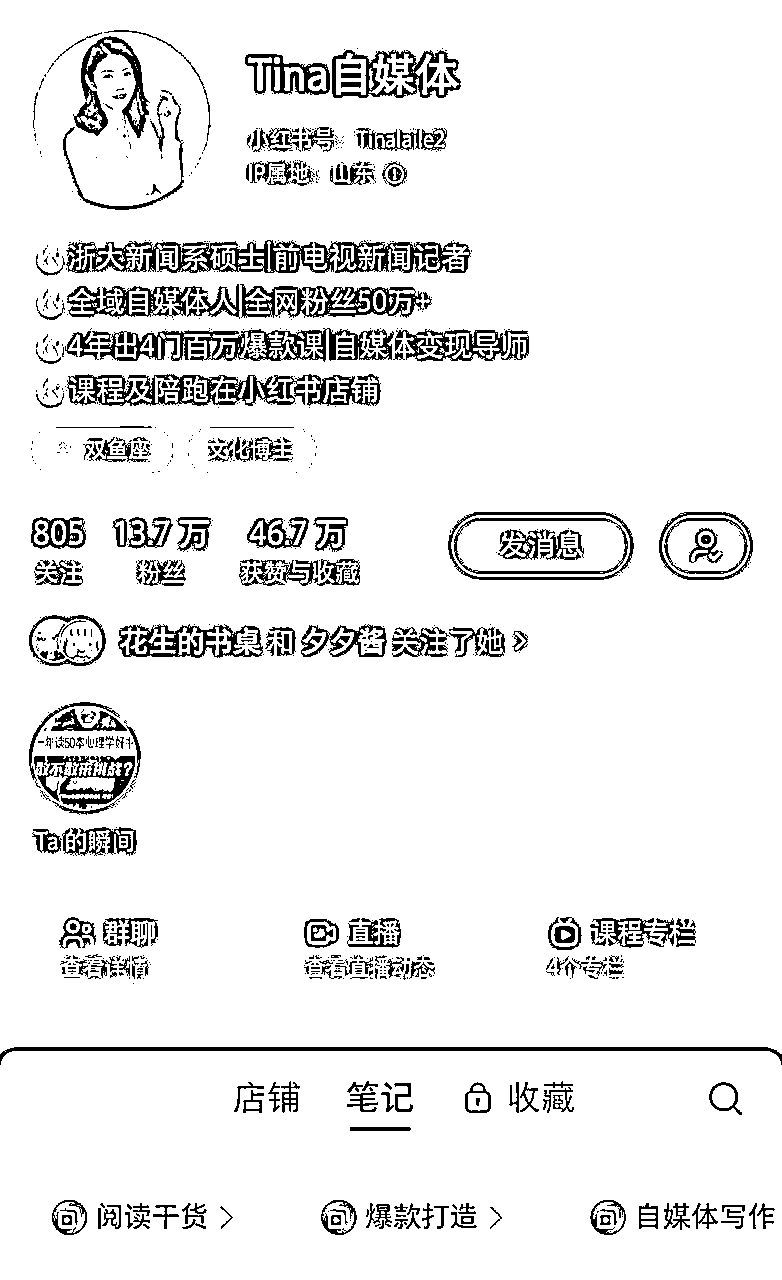 Tina自媒体
小红书号：Tinalaile2
IP属地：山东
浙大新闻系硕士|前电视新闻记者
全域自媒体人|全网粉丝50万+
4年出4门百万爆款课|自媒体变现导师
课程及陪跑在小红书店铺
双鱼座 文化博主
805 13.7万 46.7万
关注 粉丝 获赞与收藏 发消息
花生的书桌 和 夕夕酱 关注了她 >
一年读50本心理学好书
敢不敢来挑战？
Ta的瞬间
群聊 直播 课程专栏
查看详情 查看直播动态 4个专栏
店铺 笔记 收藏
阅读干货 > 爆款打造 > 自媒体写作